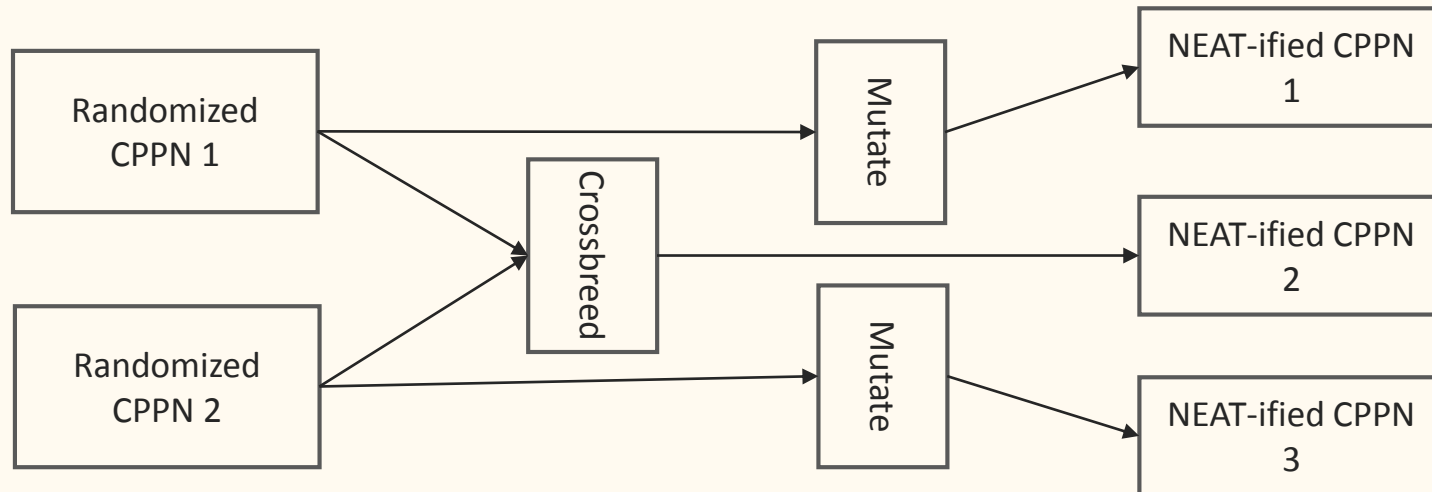 Randomized
CPPN 1
Randomized
CPPN 2
Crossbreed
Mutate
Mutate
NEAT-ified CPPN
1
NEAT-ified CPPN
2
NEAT-ified CPPN
3